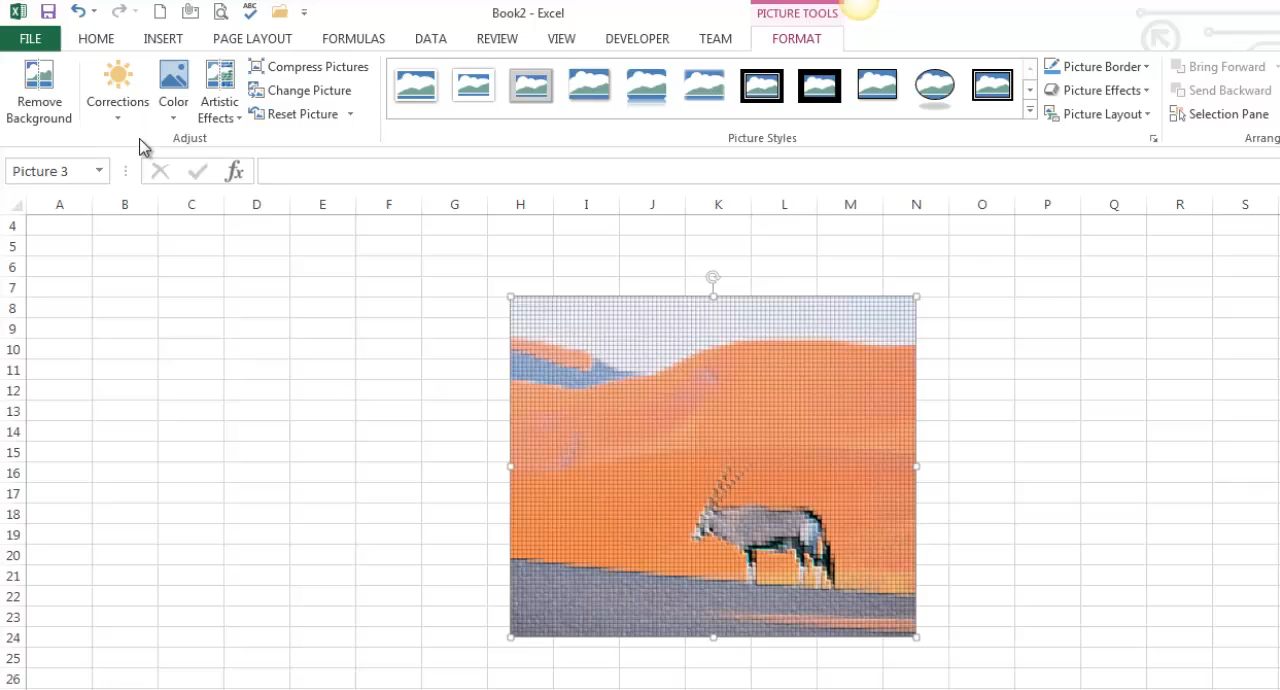 Book2 - Excel
PICTURE TOOLS
FILE HOME INSERT PAGE LAYOUT FORMULAS DATA REVIEW VIEW DEVELOPER TEAM FORMAT
Remove Background
Corrections
Color
Artistic Effects
Compress Pictures
Change Picture
Reset Picture
Adjust
Picture Styles
Picture Border
Picture Effects
Picture Layout
Bring Forward
Send Backward
Selection Pane
Arrang
Picture 3
fx
A B C D E F G H I J K L M N O P Q R S
4
5
6
7
8
9
10
11
12
13
14
15
16
17
18
19
20
21
22
23
24
25
26